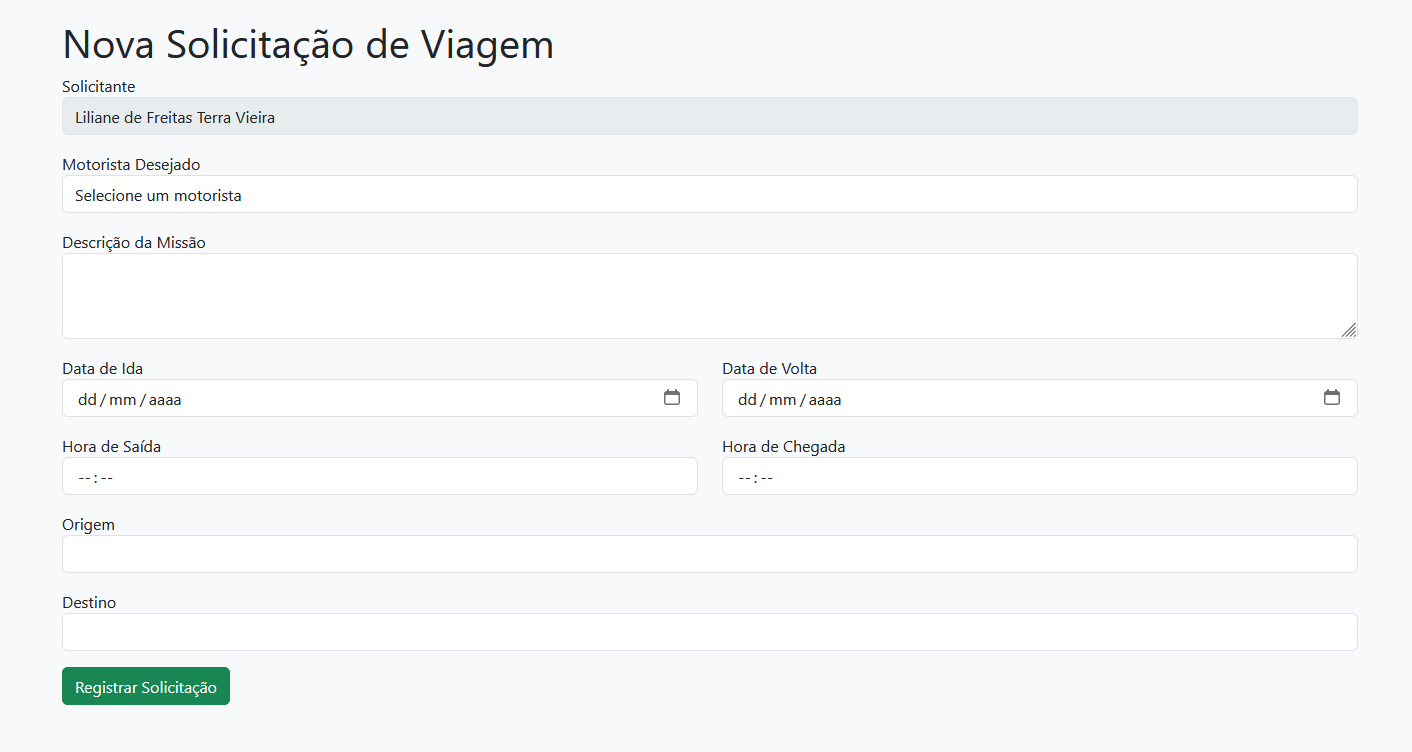 Nova Solicitação de Viagem
Solicitante
Liliane de Freitas Terra Vieira
Motorista Desejado
Selecione um motorista
Descrição da Missão
Data de Ida
Data de Volta
dd/mm/aaaa
dd/mm/aaaa
Hora de Saída
Hora de Chegada
--:--
--:--
Origem
Destino
Registrar Solicitação